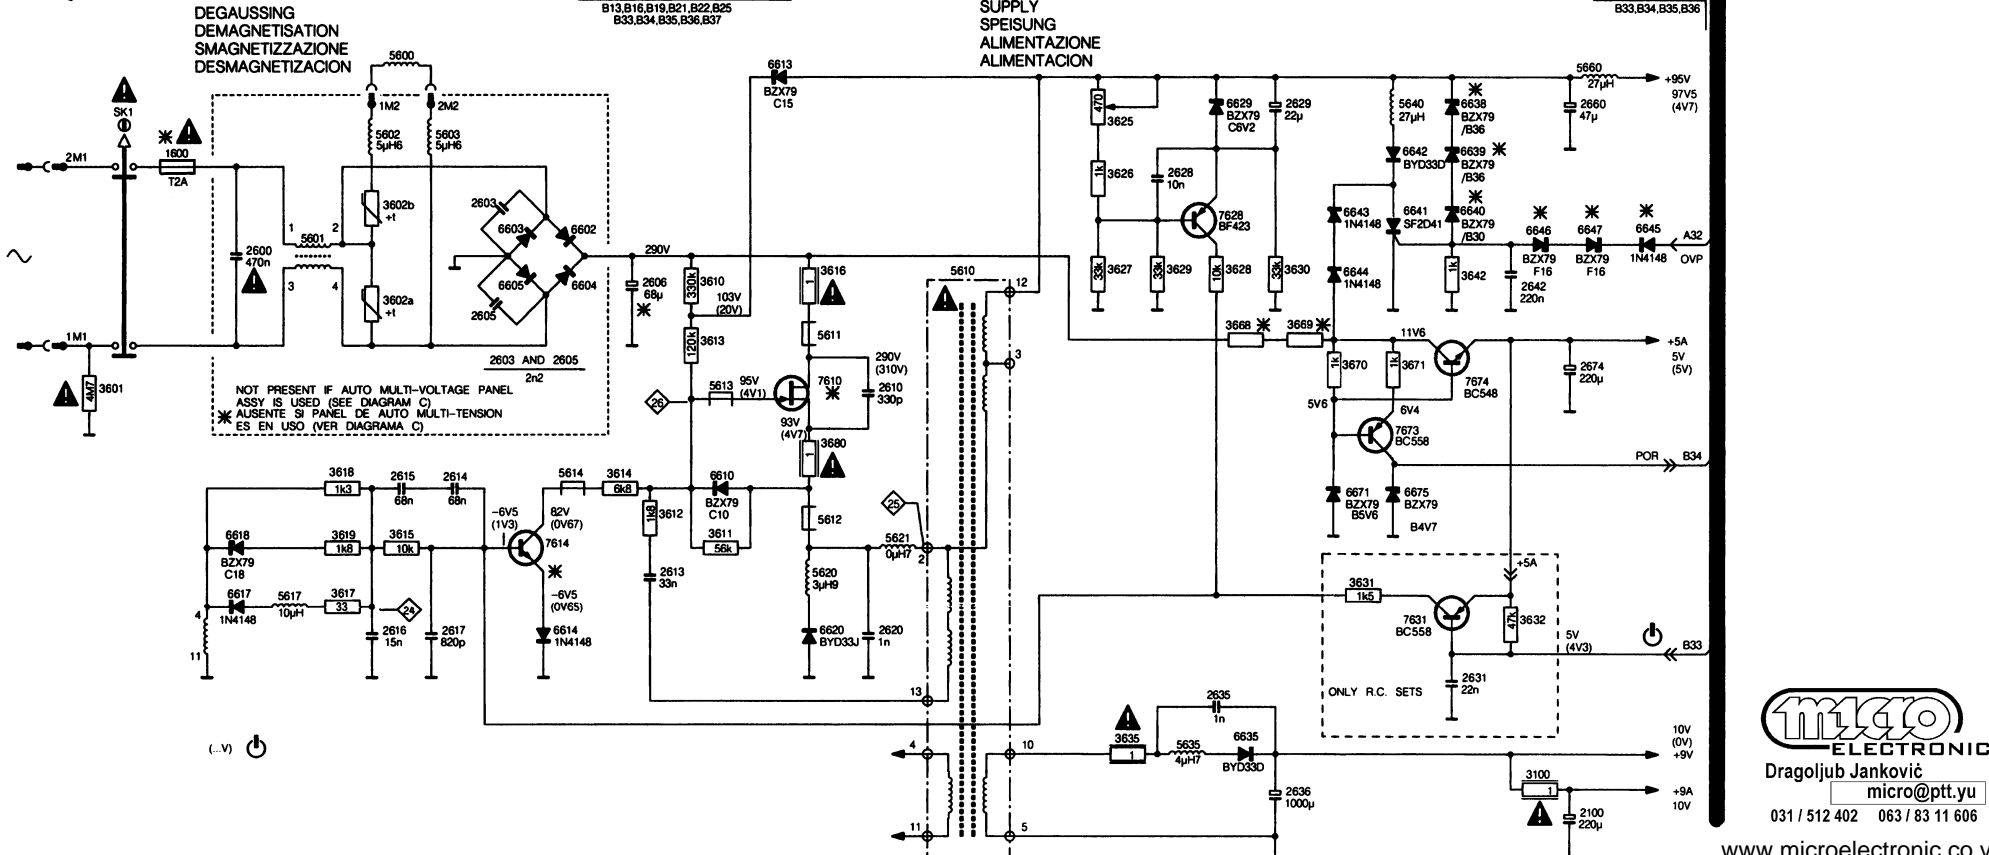 B13,B16,B19,B21,B22,B25
B33,B34,B35,B36,B37
DEGAUSSING
DEMAGNETISATION
SMAGNETIZZAZIONE
DESMAGNETIZACION
SUPPLY
SPEISUNG
ALIMENTAZIONE
ALIMENTACION
B33,B34,B35,B36
5600
1M2
2M2
5602
5µH6
5603
5µH6
SK1
2M1
1600
T2A
3602b
+t
2603
6603
6602
1
5601
2
2600
470n
3
4
3602a
+t
6605
6604
2605
1M1
4M7
3601
2603 AND 2605
2n2
NOT PRESENT IF AUTO MULTI-VOLTAGE PANEL
ASSY IS USED (SEE DIAGRAM C)
AUSENTE SI PANEL DE AUTO MULTI-TENSION
ES EN USO (VER DIAGRAMA C)
6613
BZX79
C15
290V
2606
68µ
330k
3610
103V
(20V)
120k
3613
1
3616
5611
26
5613
95V
(4V1)
7610
290V
(310V)
2610
330p
93V
(4V7)
1
3680
5610
12
3
3618
1k3
2615
68n
2614
68n
6618
BZX79
C18
3619
1k8
3615
10k
6617
1N4148
5617
10µH
3617
33
24
2616
15n
2617
820p
4
11
-6V5
(1V3)
5614
82V
(0V67)
7614
-6V5
(0V65)
6614
1N4148
3614
6k8
1k8
3612
6610
BZX79
C10
3611
56k
2613
33n
5612
5620
3µH9
6620
BYD33J
2620
1n
5621
0µH7
25
2
13
4
11
10
5
(...V)
470
3625
1k
3626
33k
3627
6629
BZX79
C6V2
2629
22µ
2628
10n
7628
BF423
33k
3629
10k
3628
33k
3630
5640
27µH
6642
BYD33D
6638
BZX79
/B36
6639
BZX79
/B36
6640
BZX79
/B30
6643
1N4148
6641
SF2D41
6644
1N4148
1k
3642
6646
BZX79
F16
6647
BZX79
F16
6645
1N4148
2642
220n
A32
OVP
5660
27µH
2660
47µ
+95V
97V5
(4V7)
3668
3669
11V6
1k
3670
1k
3671
7674
BC548
2674
220µ
+5A
5V
(5V)
5V6
6V4
7673
BC558
POR
B34
6671
BZX79
B5V6
6675
BZX79
B4V7
+5A
3631
1k5
7631
BC558
47k
3632
5V
(4V3)
B33
2631
22n
ONLY R.C. SETS
3635
1
2635
1n
5635
4µH7
6635
BYD33D
2636
1000µ
10V
(0V)
+9V
3100
1
+9A
10V
2100
220µ
micro
ELECTRONIC
Dragoljub Janković
micro@ptt.yu
031 / 512 402 063 / 83 11 606
www.microelectronic.co.y